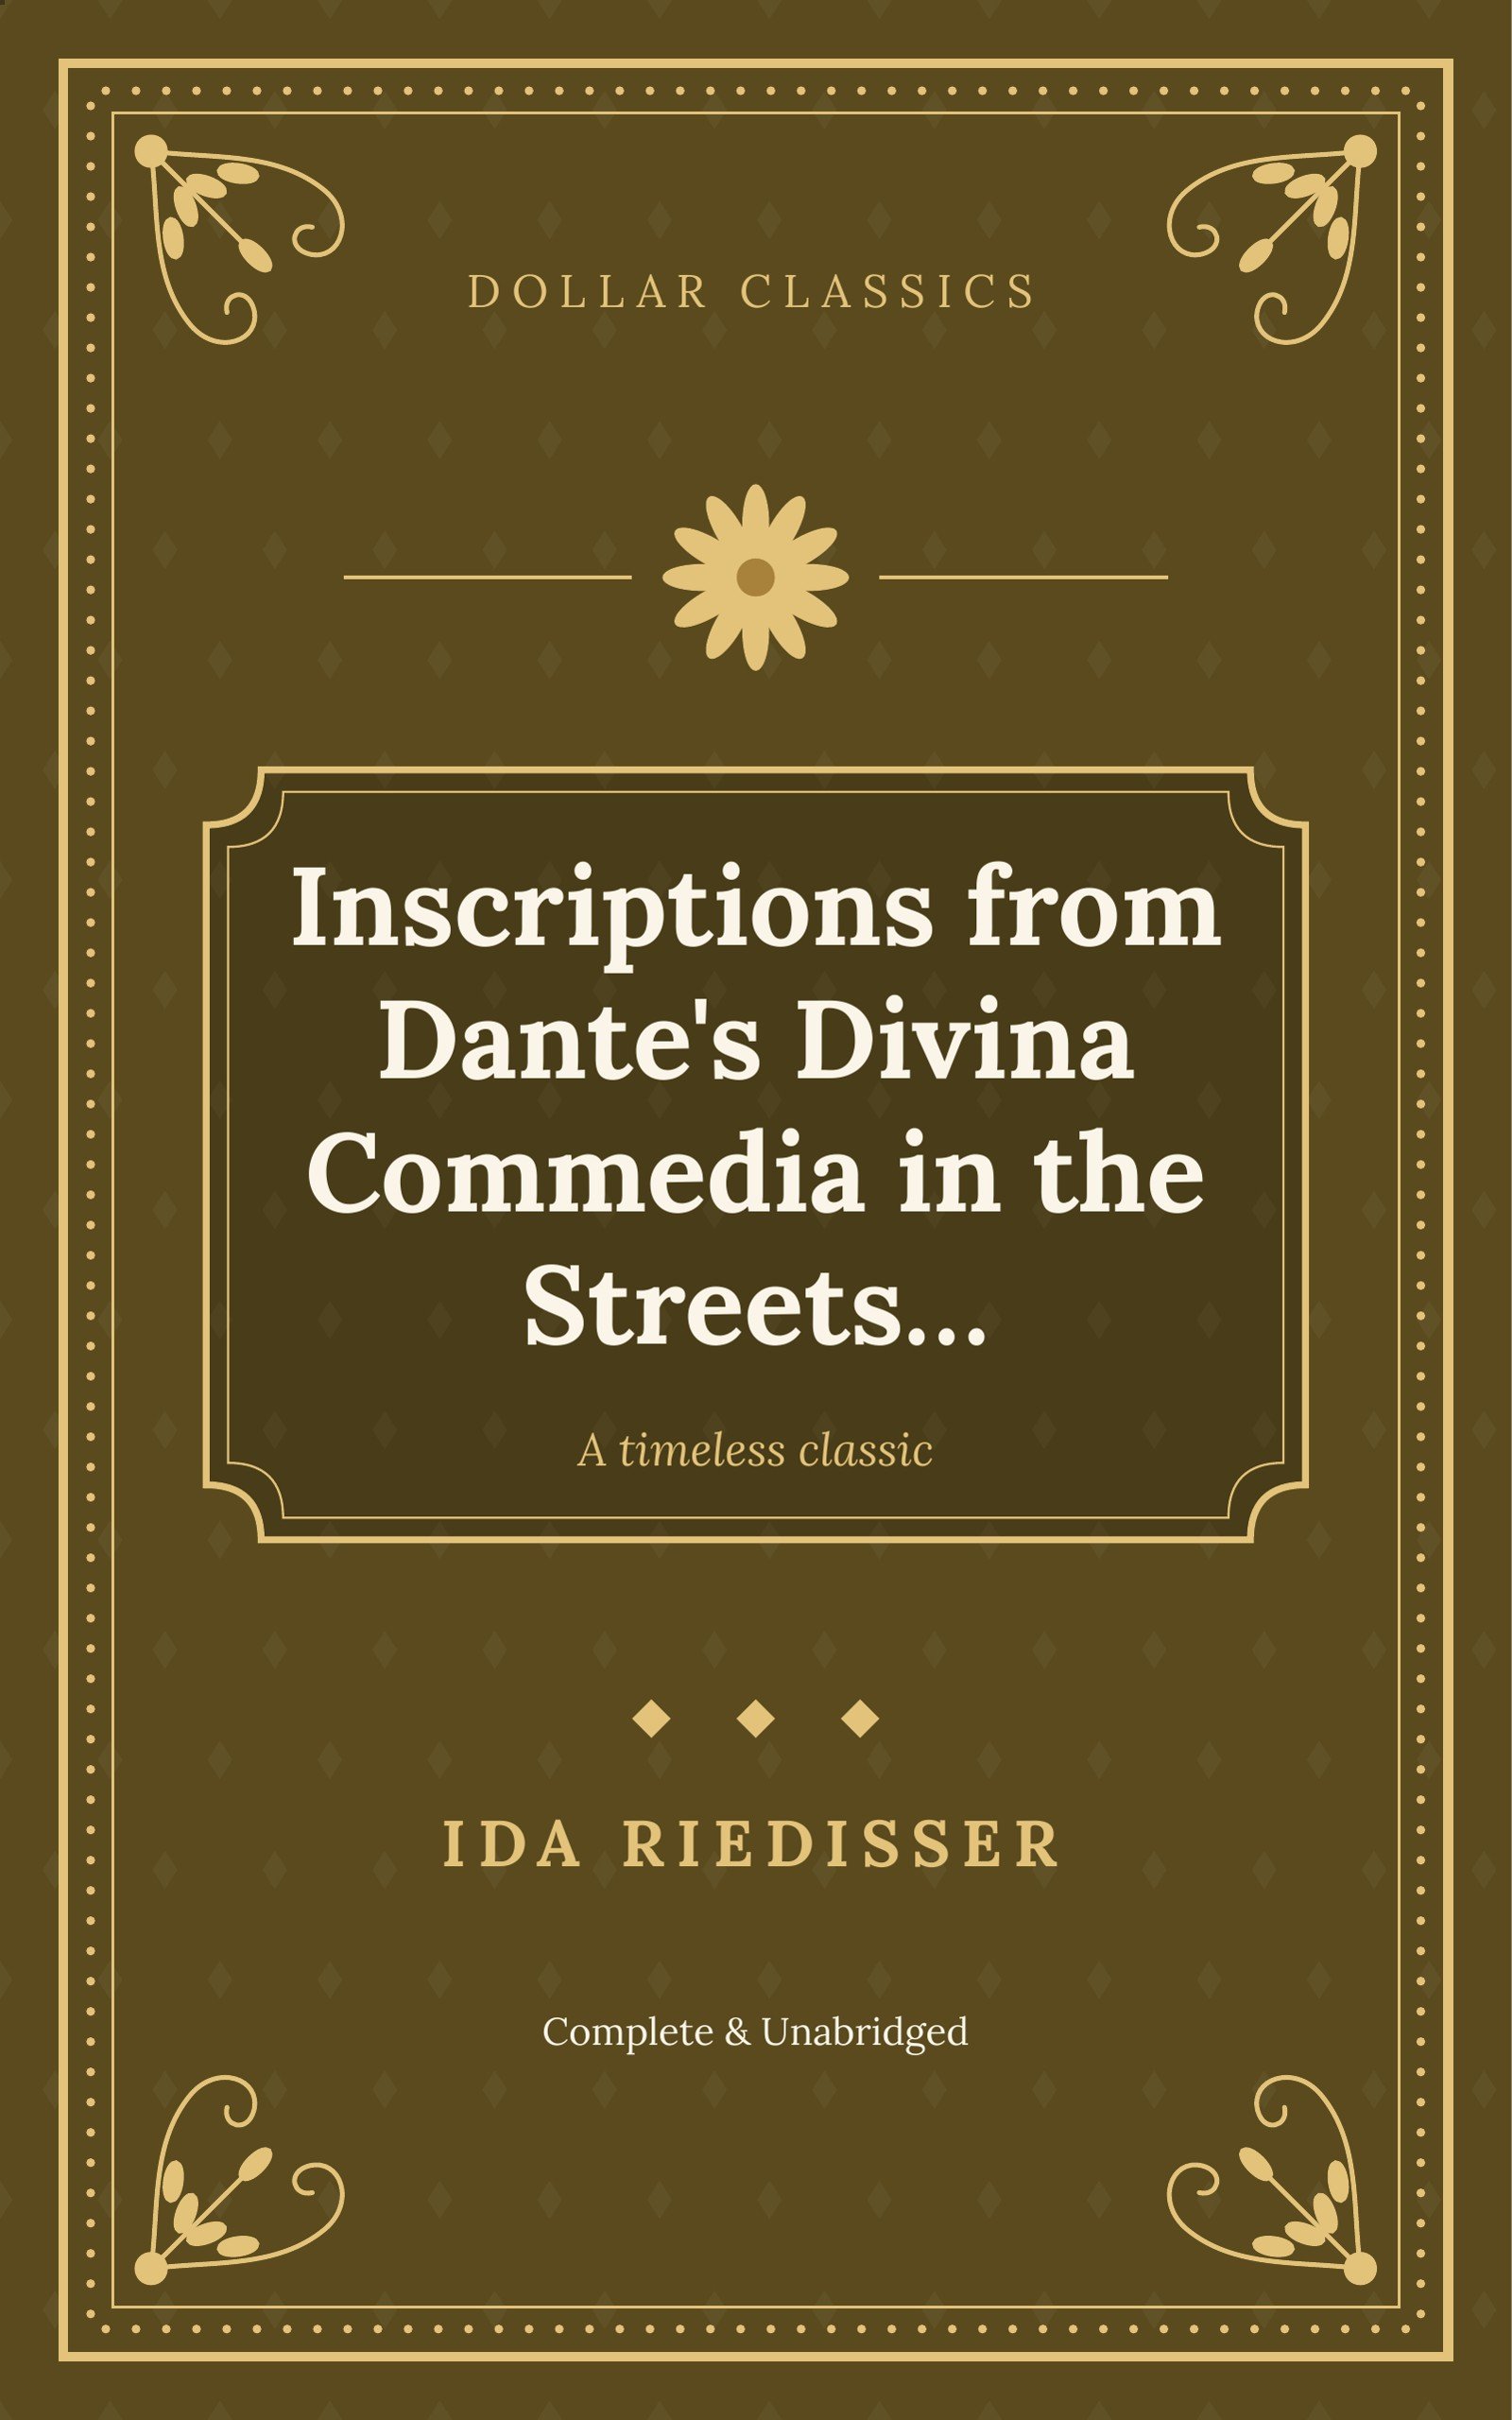 DOLLAR CLASSICS
Inscriptions from
Dante's Divina
Commedia in the
Streets...
A timeless classic
IDA RIEDISSER
Complete & Unabridged